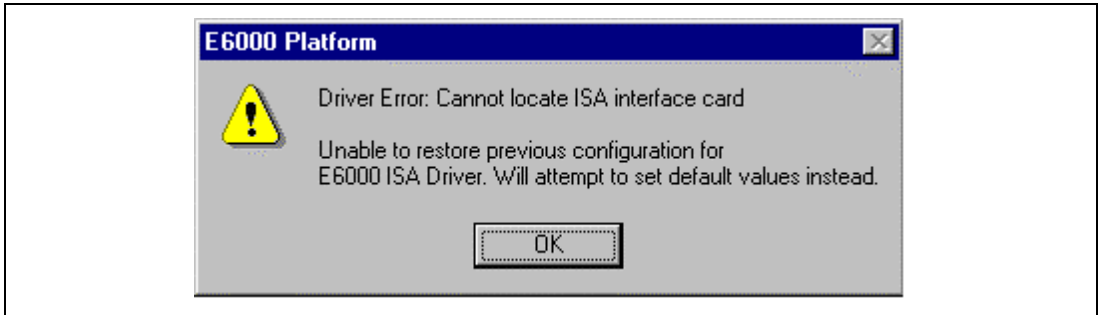 E6000 Platform
Driver Error: Cannot locate ISA interface card
Unable to restore previous configuration for
E6000 ISA Driver. Will attempt to set default values instead.
OK